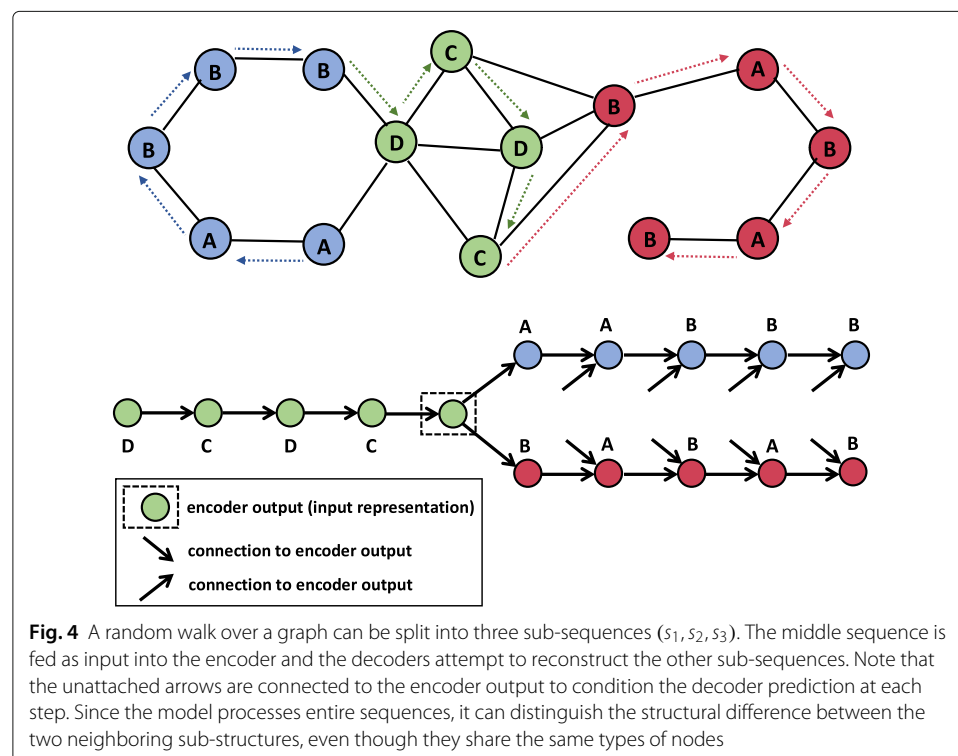 B B C A
B D D B B
A A C B A
A A B B B
D C D C
B A B A B
encoder output (input representation)
connection to encoder output
connection to encoder output
Fig. 4 A random walk over a graph can be split into three sub-sequences (s₁, s₂, s₃). The middle sequence is
fed as input into the encoder and the decoders attempt to reconstruct the other sub-sequences. Note that
the unattached arrows are connected to the encoder output to condition the decoder prediction at each
step. Since the model processes entire sequences, it can distinguish the structural difference between the
two neighboring sub-structures, even though they share the same types of nodes